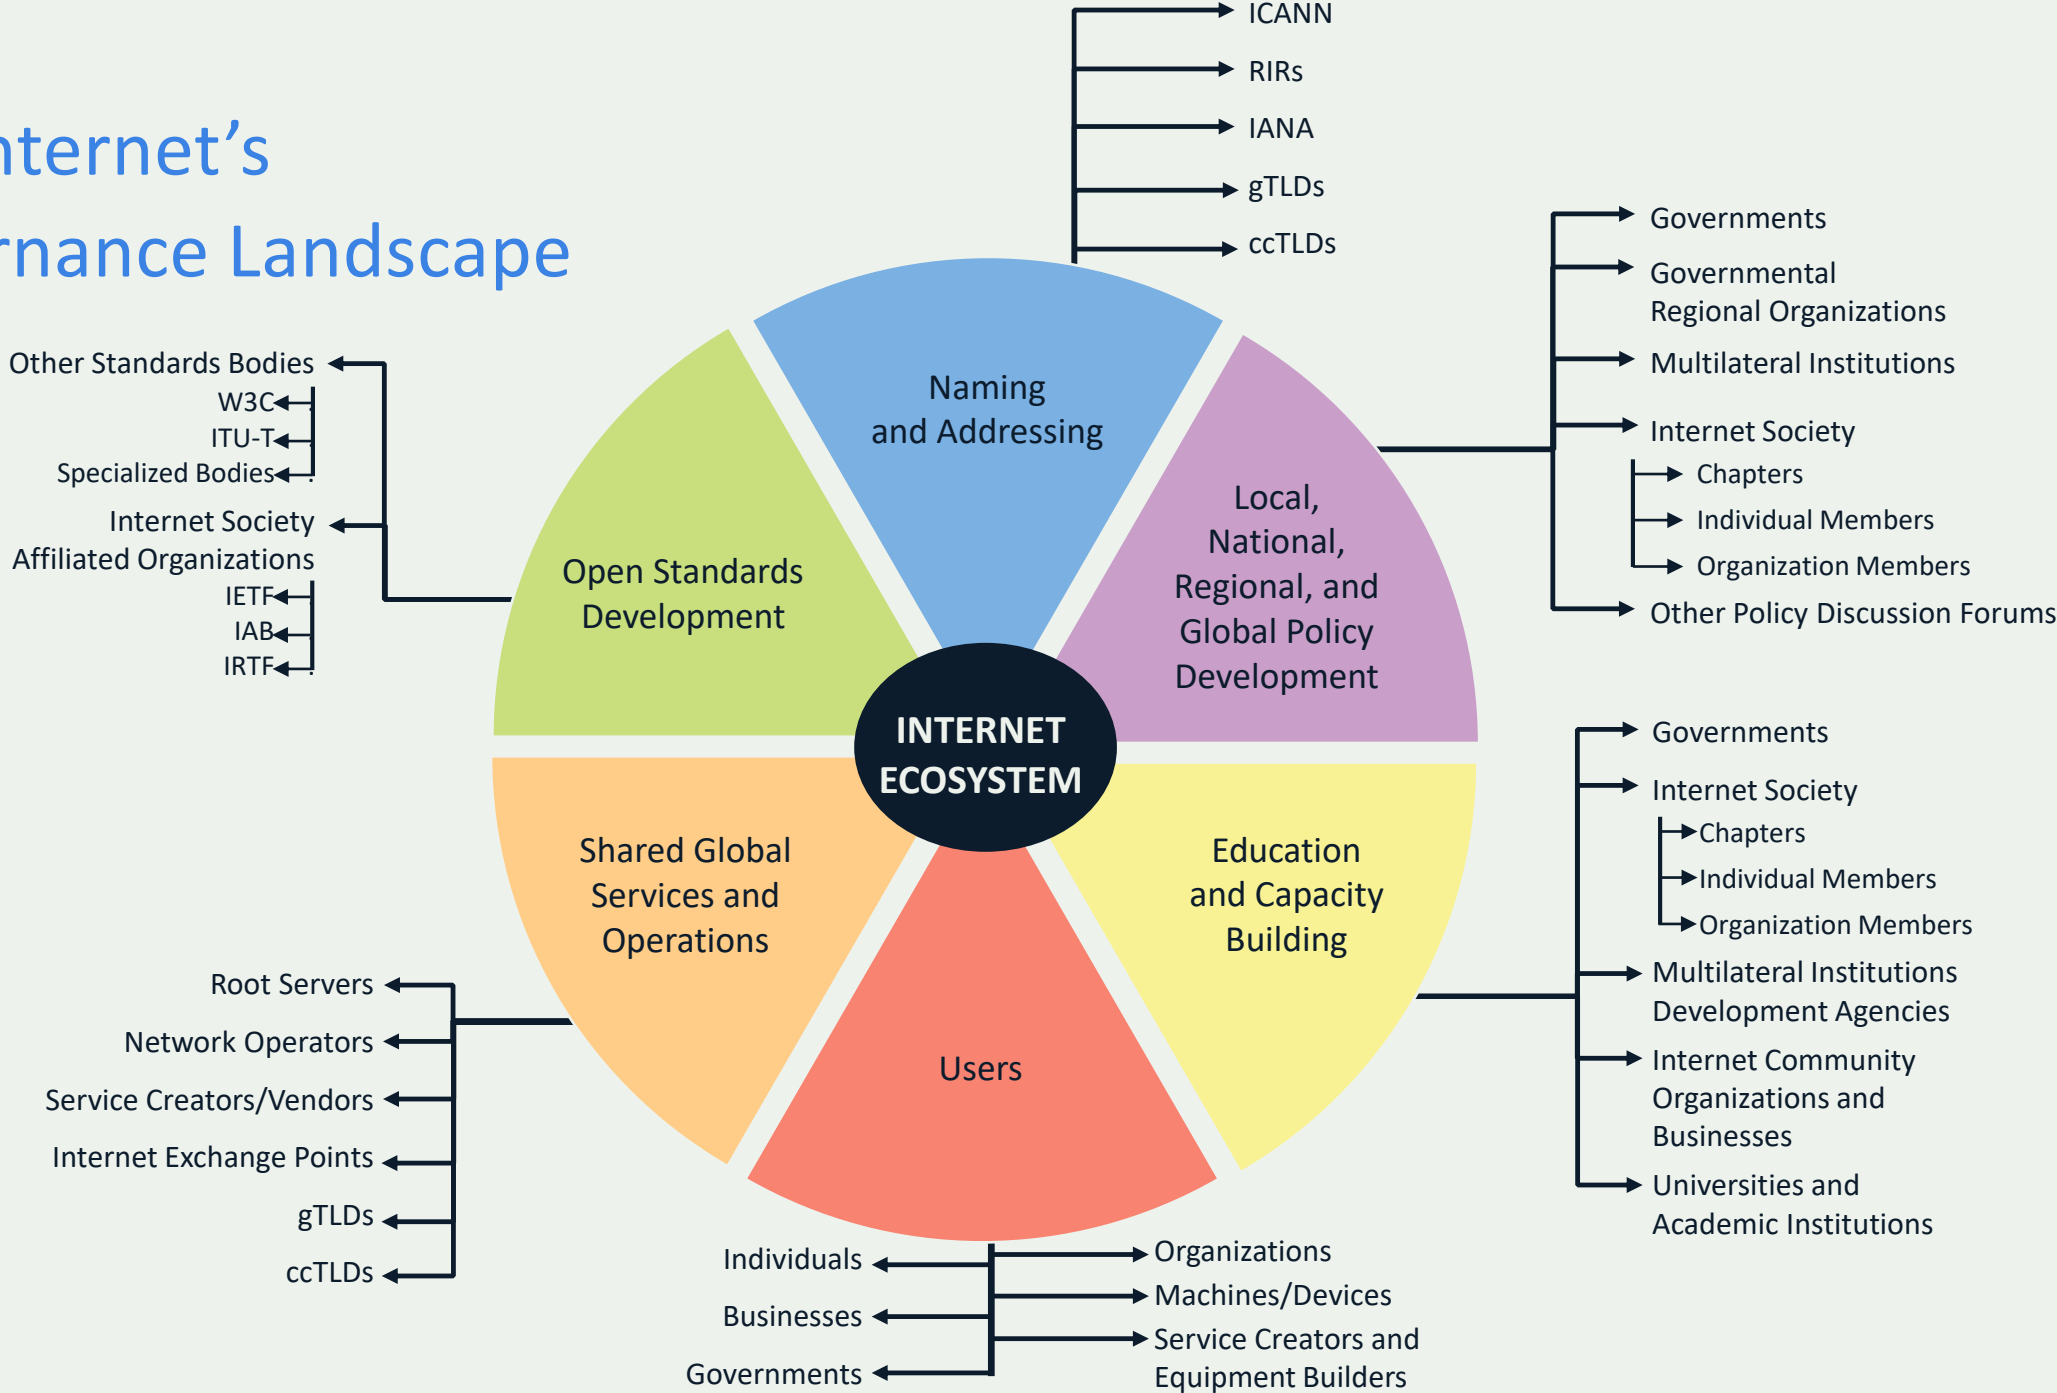 nternet’s
rnance Landscape
ICANN
RIRs
IANA
gTLDs
ccTLDs
Naming
and Addressing
Governments
Governmental
Regional Organizations
Multilateral Institutions
Internet Society
Chapters
Individual Members
Organization Members
Other Policy Discussion Forums
Local,
National,
Regional, and
Global Policy
Development
Other Standards Bodies
W3C
ITU-T
Specialized Bodies
Internet Society
Affiliated Organizations
IETF
IAB
IRTF
Open Standards
Development
INTERNET
ECOSYSTEM
Governments
Internet Society
Chapters
Individual Members
Organization Members
Multilateral Institutions
Development Agencies
Internet Community
Organizations and
Businesses
Universities and
Academic Institutions
Education
and Capacity
Building
Shared Global
Services and
Operations
Root Servers
Network Operators
Service Creators/Vendors
Internet Exchange Points
gTLDs
ccTLDs
Users
Individuals
Businesses
Governments
Organizations
Machines/Devices
Service Creators and
Equipment Builders